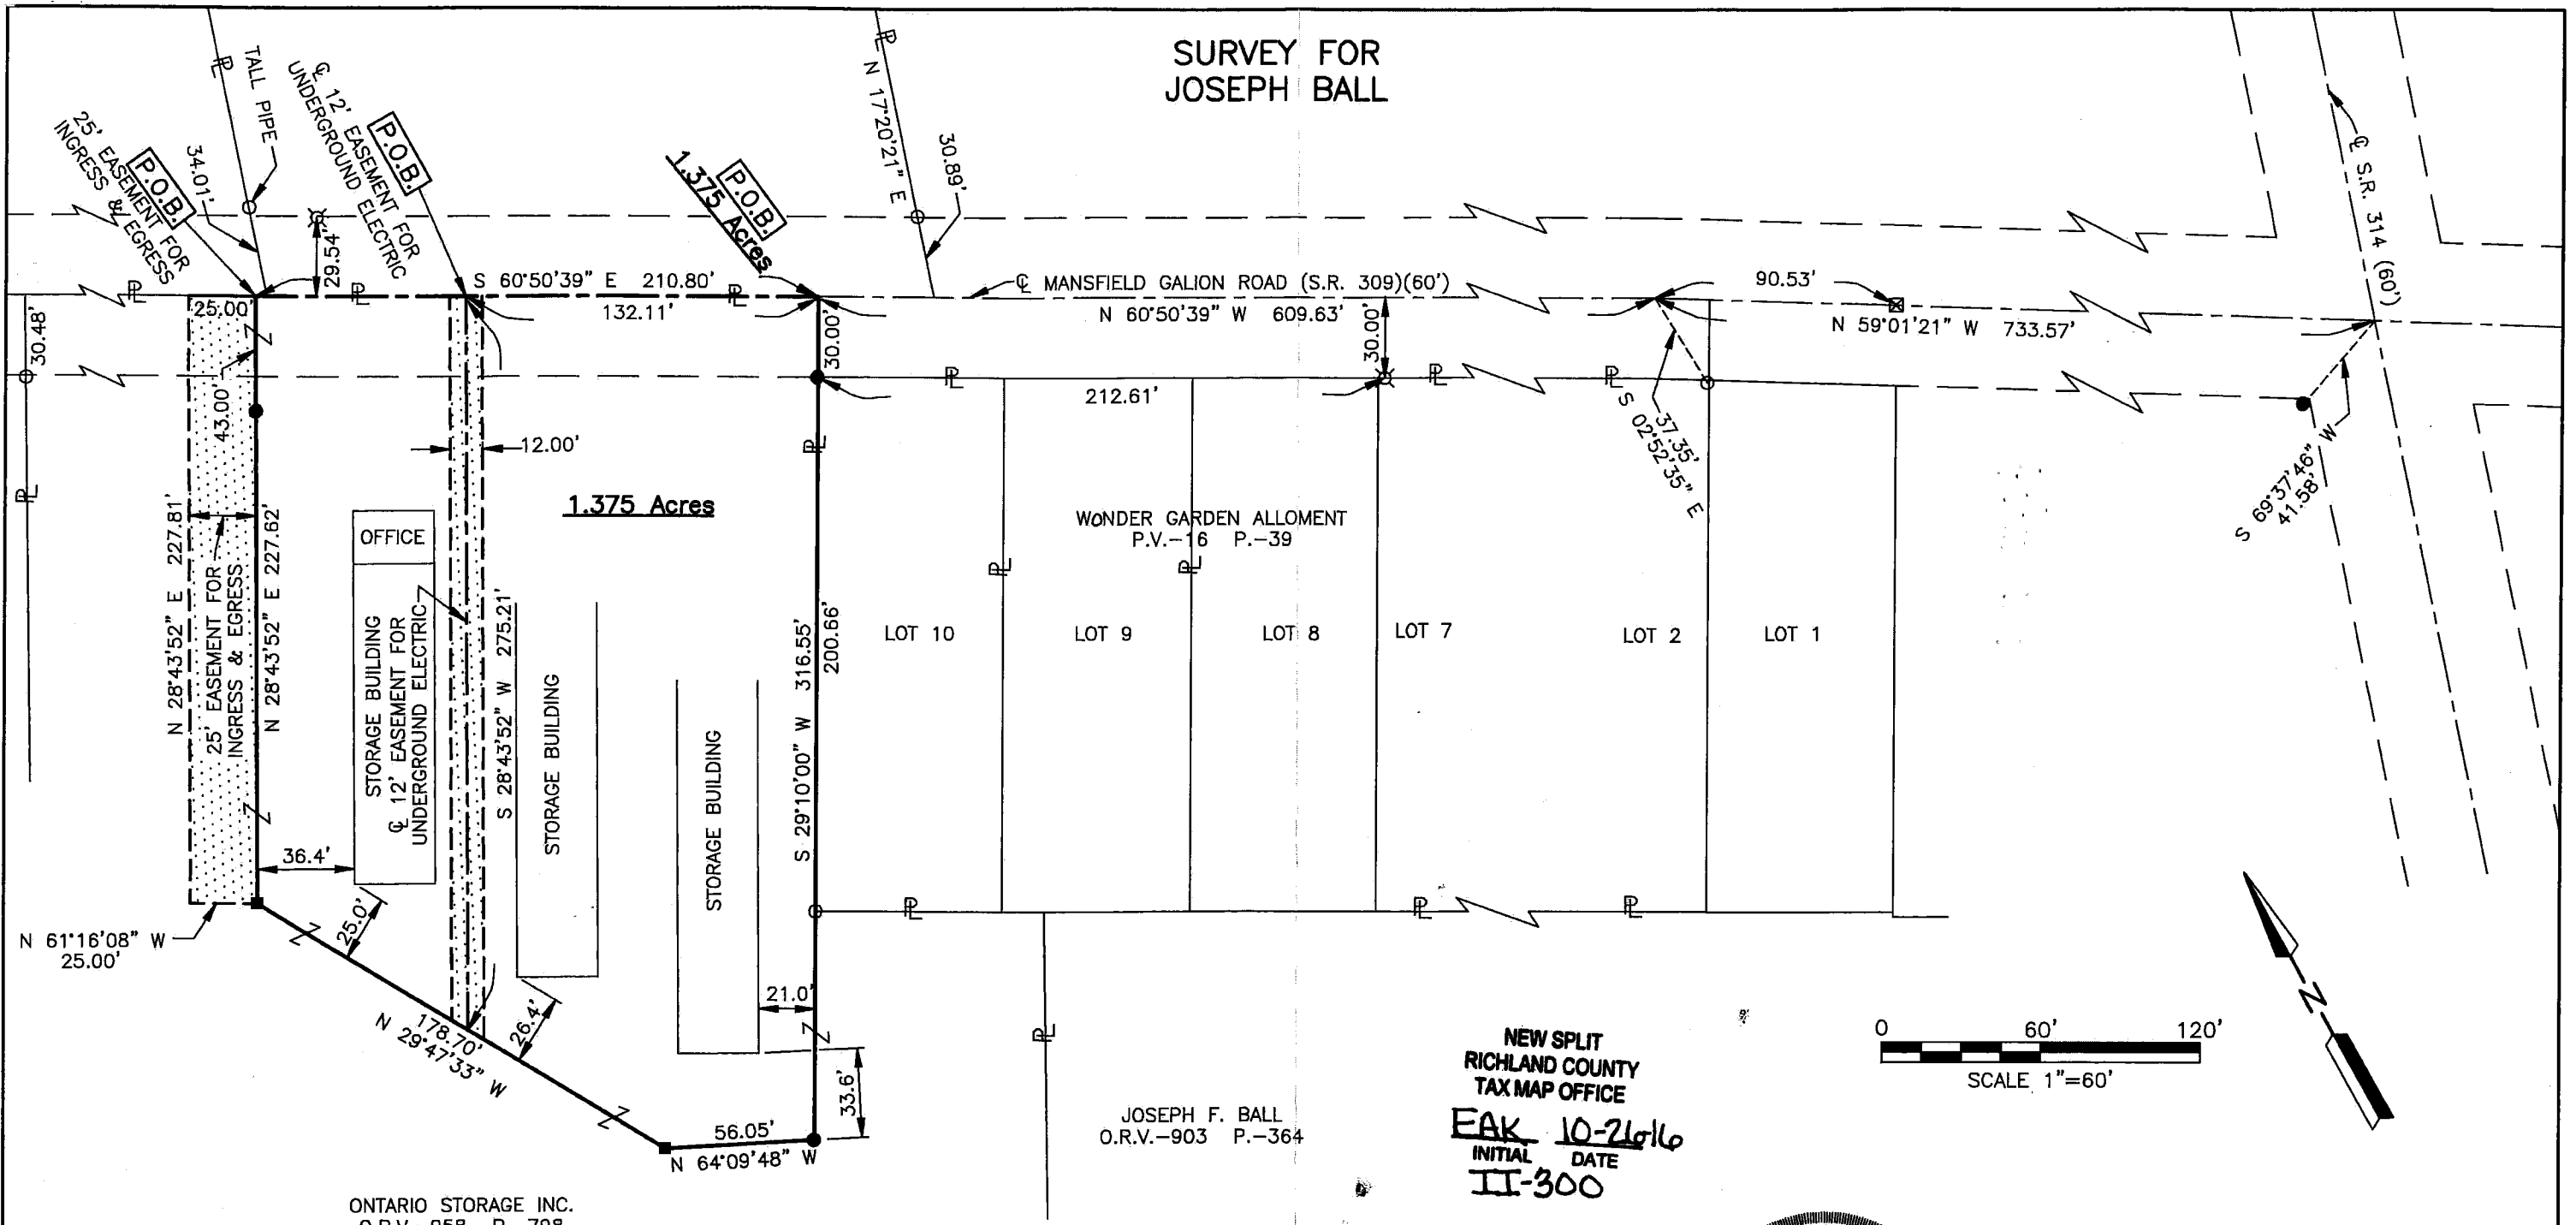 SURVEY FOR
JOSEPH BALL
TALL PIPE
℄ 12' EASEMENT FOR
UNDERGROUND ELECTRIC
P.O.B.
25' EASEMENT FOR
INGRESS & EGRESS
P.O.B.
34.01'
29.54'
P.O.B.
1.375 Acres
N 17°20'21" E
30.89'
℄ S.R. 314 (60')
S 60°50'39" E 210.80'
132.11'
℄ MANSFIELD GALION ROAD (S.R. 309)(60')
N 60°50'39" W 609.63'
90.53'
N 59°01'21" W 733.57'
30.48'
25.00'
43.00'
30.00'
30.00'
212.61'
37.35'
S 02°52'35" E
S 69°37'46" W
41.58'
12.00'
1.375 Acres
WONDER GARDEN ALLOMENT
P.V.-16 P.-39
OFFICE
N 28°43'52" E 227.81'
25' EASEMENT FOR
INGRESS & EGRESS
N 28°43'52" E 227.62'
STORAGE BUILDING
℄ 12' EASEMENT FOR
UNDERGROUND ELECTRIC
S 28°43'52" W 275.21'
STORAGE BUILDING
STORAGE BUILDING
S 29°10'00" W 316.55'
200.66'
LOT 10
LOT 9
LOT 8
LOT 7
LOT 2
LOT 1
36.4'
25.0'
N 61°16'08" W
25.00'
178.70'
N 29°47'33" W
26.4'
21.0'
33.6'
56.05'
N 64°09'48" W
JOSEPH F. BALL
O.R.V.-903 P.-364
NEW SPLIT
RICHLAND COUNTY
TAX MAP OFFICE
EAK 10-26-16
INITIAL DATE
II-300
N
0 60' 120'
SCALE 1"=60'
ONTARIO STORAGE INC.